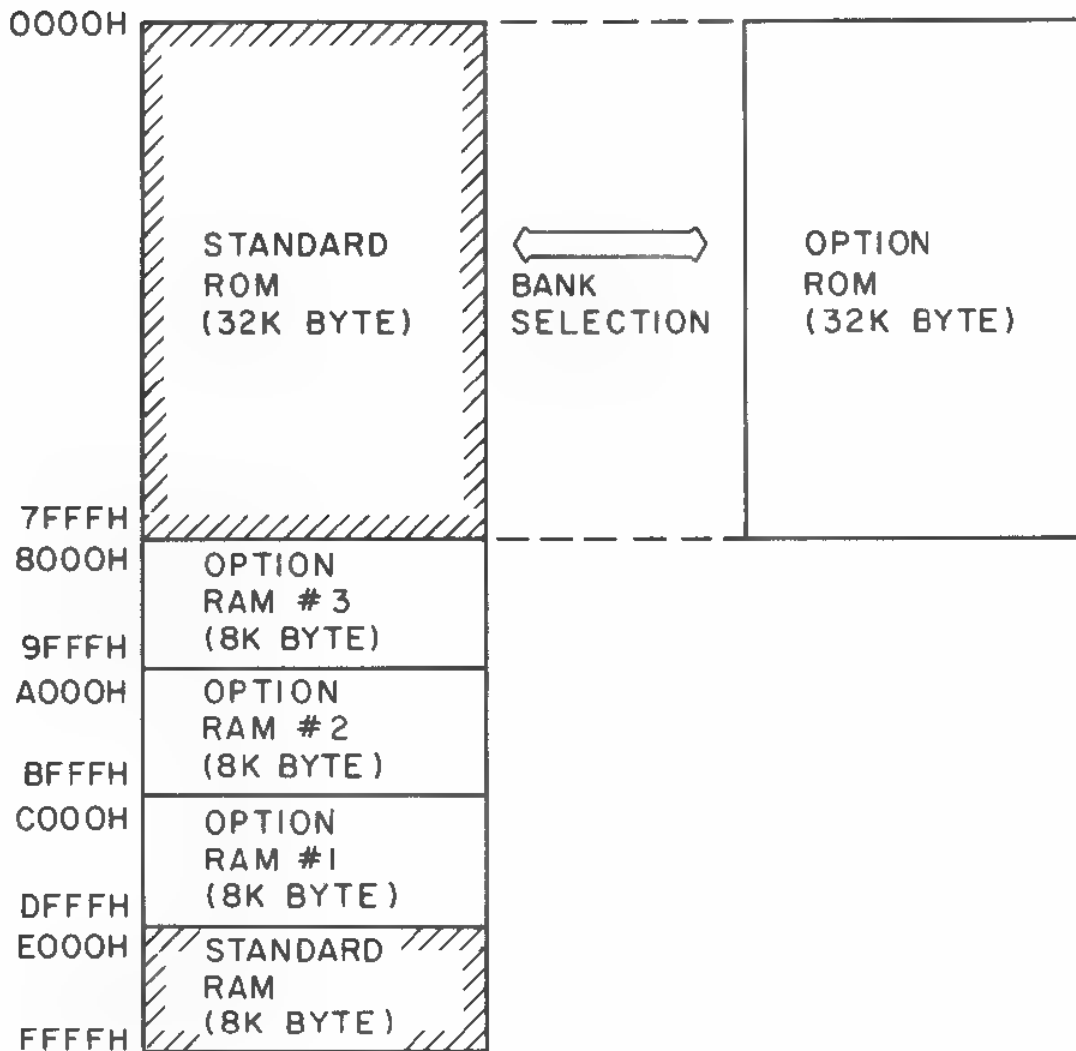 0000H
STANDARD
ROM
(32K BYTE)
BANK
SELECTION
OPTION
ROM
(32K BYTE)
7FFFH
8000H
OPTION
RAM #3
(8K BYTE)
9FFFH
A000H
OPTION
RAM #2
(8K BYTE)
BFFFH
C000H
OPTION
RAM #1
(8K BYTE)
DFFFH
E000H
STANDARD
RAM
(8K BYTE)
FFFFH